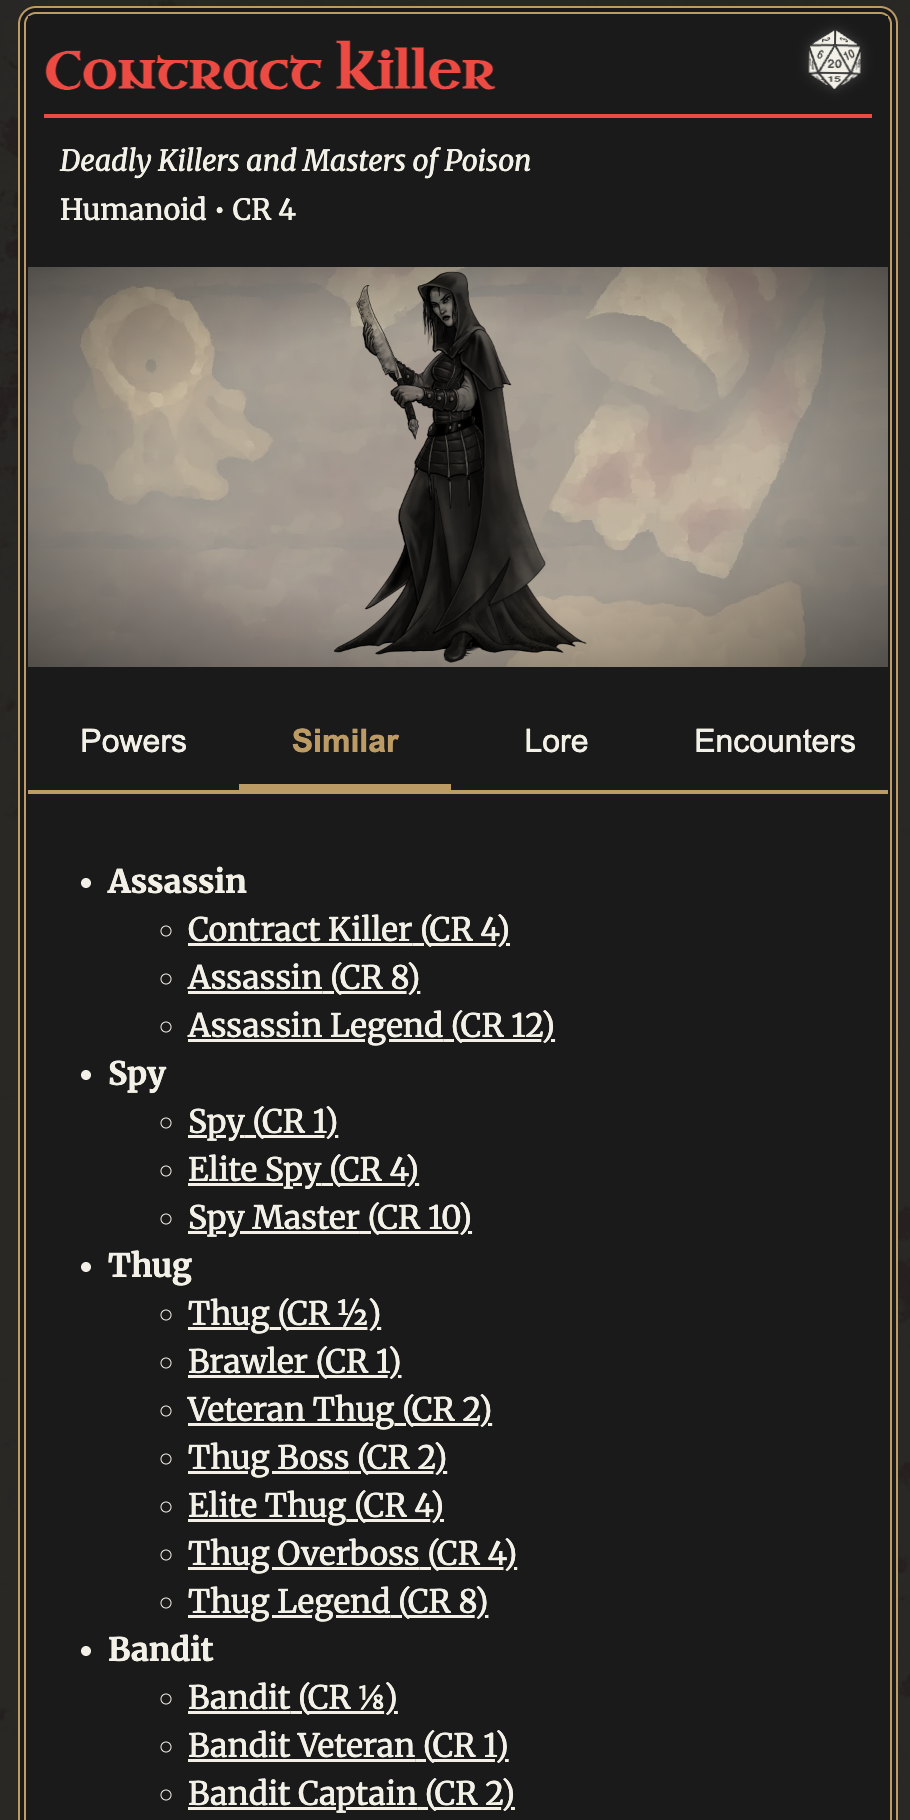 Contract Killer
Deadly Killers and Masters of Poison
Humanoid • CR 4
Powers
Similar
Lore
Encounters
• Assassin
◦ Contract Killer (CR 4)
◦ Assassin (CR 8)
◦ Assassin Legend (CR 12)
• Spy
◦ Spy (CR 1)
◦ Elite Spy (CR 4)
◦ Spy Master (CR 10)
• Thug
◦ Thug (CR ½)
◦ Brawler (CR 1)
◦ Veteran Thug (CR 2)
◦ Thug Boss (CR 2)
◦ Elite Thug (CR 4)
◦ Thug Overboss (CR 4)
◦ Thug Legend (CR 8)
• Bandit
◦ Bandit (CR ⅛)
◦ Bandit Veteran (CR 1)
◦ Bandit Captain (CR 2)